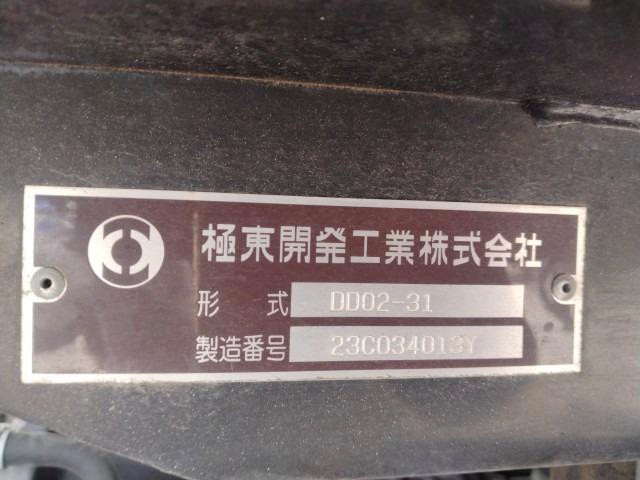 極東開発工業株式会社
形 式 DD02-31
製造番号 23C034013Y